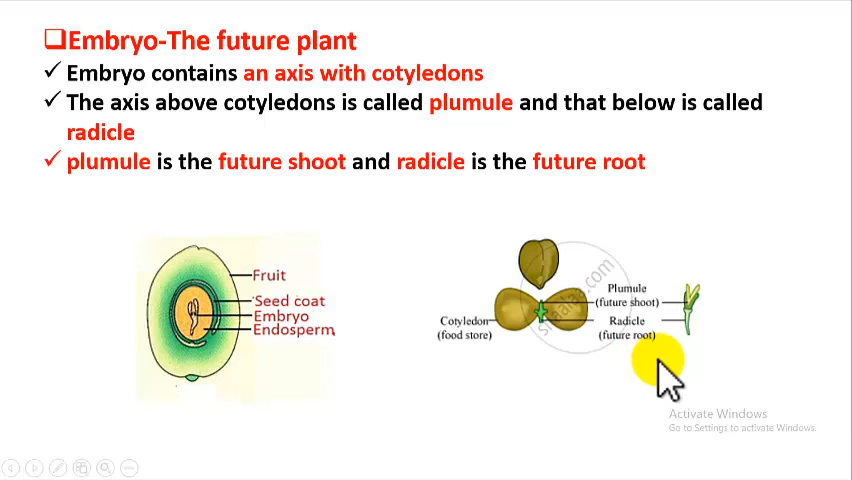 Embryo-The future plant
Embryo contains an axis with cotyledons
The axis above cotyledons is called plumule and that below is called
radicle
plumule is the future shoot and radicle is the future root
Fruit
Seed coat
Embryo
Endosperm
Plumule
(future shoot)
Cotyledon
(food store)
Radicle
(future root)
Activate Windows
Go to Settings to activate Windows.